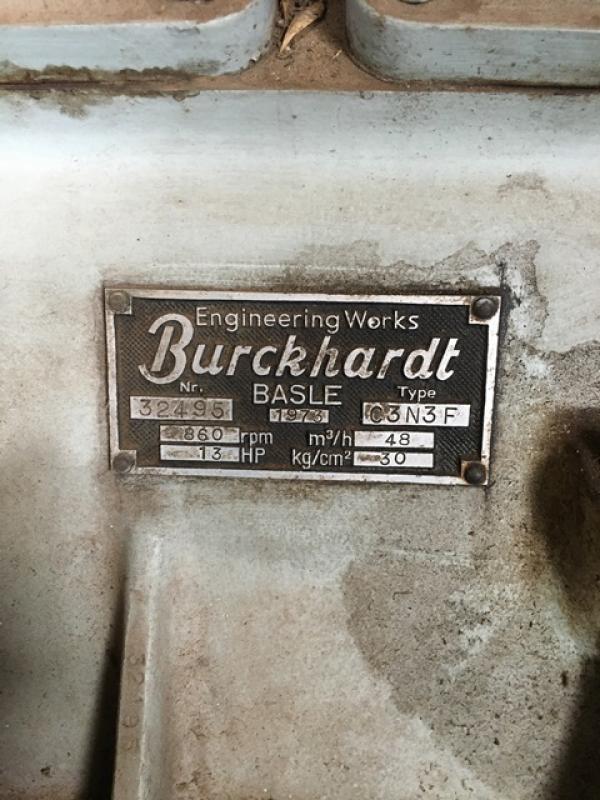 Engineering Works
Burckhardt
Nr. BASLE Type
32495 1973 C3N3F
860 rpm m³/h 48
13 HP kg/cm² 30